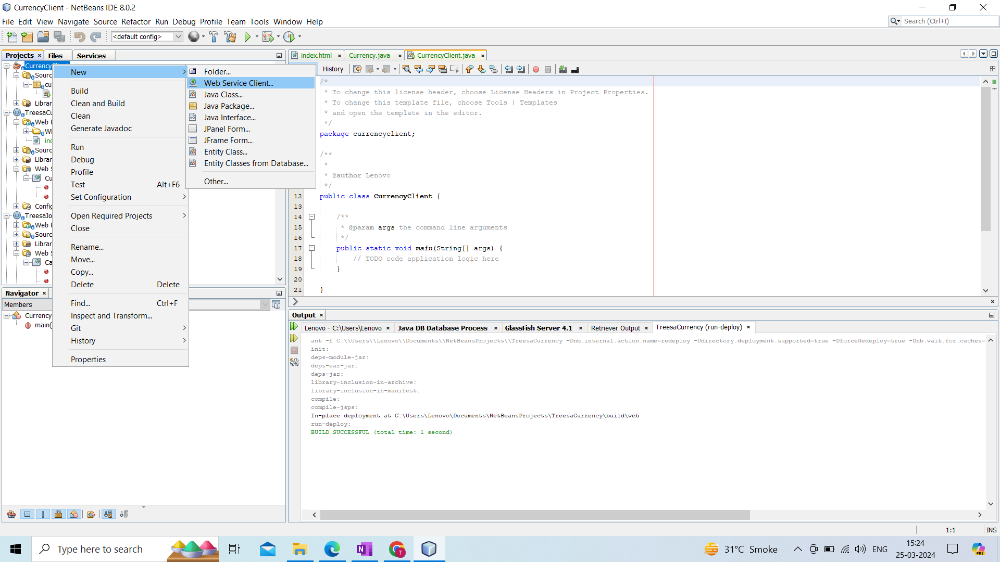 CurrencyClient - NetBeans IDE 8.0.2
File Edit View Navigate Source Refactor Run Debug Profile Team Tools Window Help
Search (Ctrl+I)
<default config>
Projects Files Services
index.html Currency.java CurrencyClient.java
History
Sourc
cu
Librar
TreesaCu
Web F
WE
inc
Sourc
Librar
Web S
Cu
Config
TreesaJo
Web F
Sourc
Librar
Web S
Ca
New
Build
Clean and Build
Clean
Generate Javadoc
Run
Debug
Profile
Test Alt+F6
Set Configuration
Open Required Projects
Close
Rename...
Move...
Copy...
Delete Delete
Find... Ctrl+F
Inspect and Transform...
Git
History
Properties
Folder...
Web Service Client...
Java Class...
Java Package...
Java Interface...
JPanel Form...
JFrame Form...
Entity Class...
Entity Classes from Database...
Other...
/*
* To change this license header, choose License Headers in Project Properties.
* To change this template file, choose Tools | Templates
* and open the template in the editor.
*/
package currencyclient;
/**
*
* @author Lenovo
*/
12 public class CurrencyClient {
13
14 /**
15 * @param args the command line arguments
16 */
17 public static void main(String[] args) {
18 // TODO code application logic here
19 }
20
21 }
Navigator
Members
Currency
main(
Output
Lenovo - C:\Users\Lenovo Java DB Database Process GlassFish Server 4.1 Retriever Output TreesaCurrency (run-deploy)
ant -f C:\\Users\\Lenovo\\Documents\\NetBeansProjects\\TreesaCurrency -Dnb.internal.action.name=redeploy -Ddirectory.deployment.supported=true -DforceRedeploy=true -Dnb.wait.for.caches=
init:
deps-module-jar:
deps-ear-jar:
deps-jar:
library-inclusion-in-archive:
library-inclusion-in-manifest:
compile:
compile-jsps:
In-place deployment at C:\Users\Lenovo\Documents\NetBeansProjects\TreesaCurrency\build\web
run-deploy:
BUILD SUCCESSFUL (total time: 1 second)
1:1 INS
Type here to search
31°C Smoke
ENG
15:24
25-03-2024
PRE